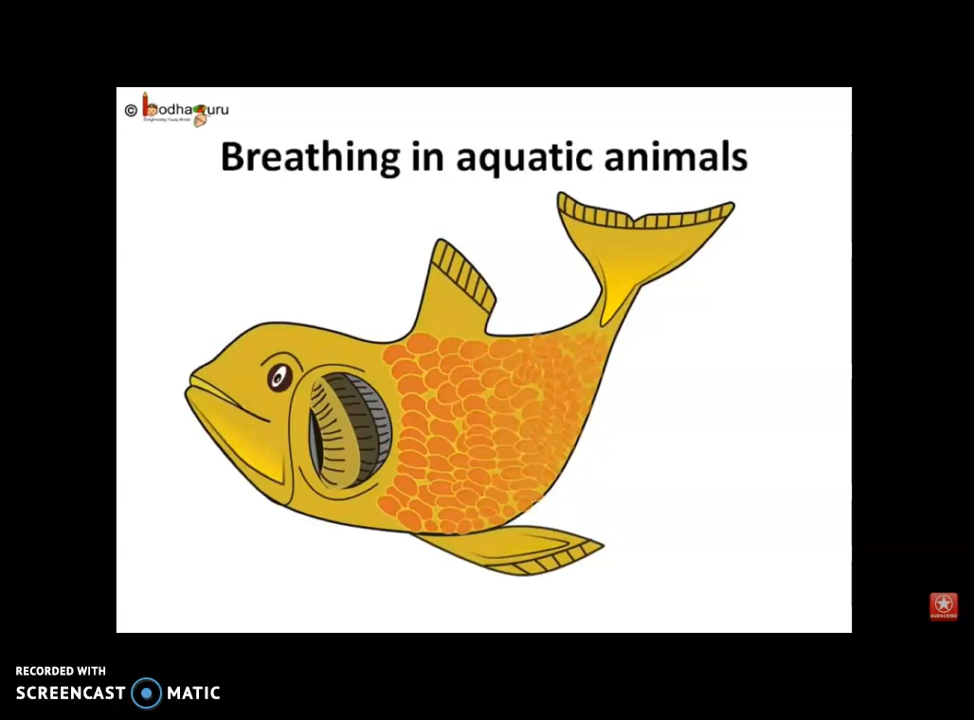 © bodhaguru
Breathing in aquatic animals
RECORDED WITH
SCREENCAST MATIC